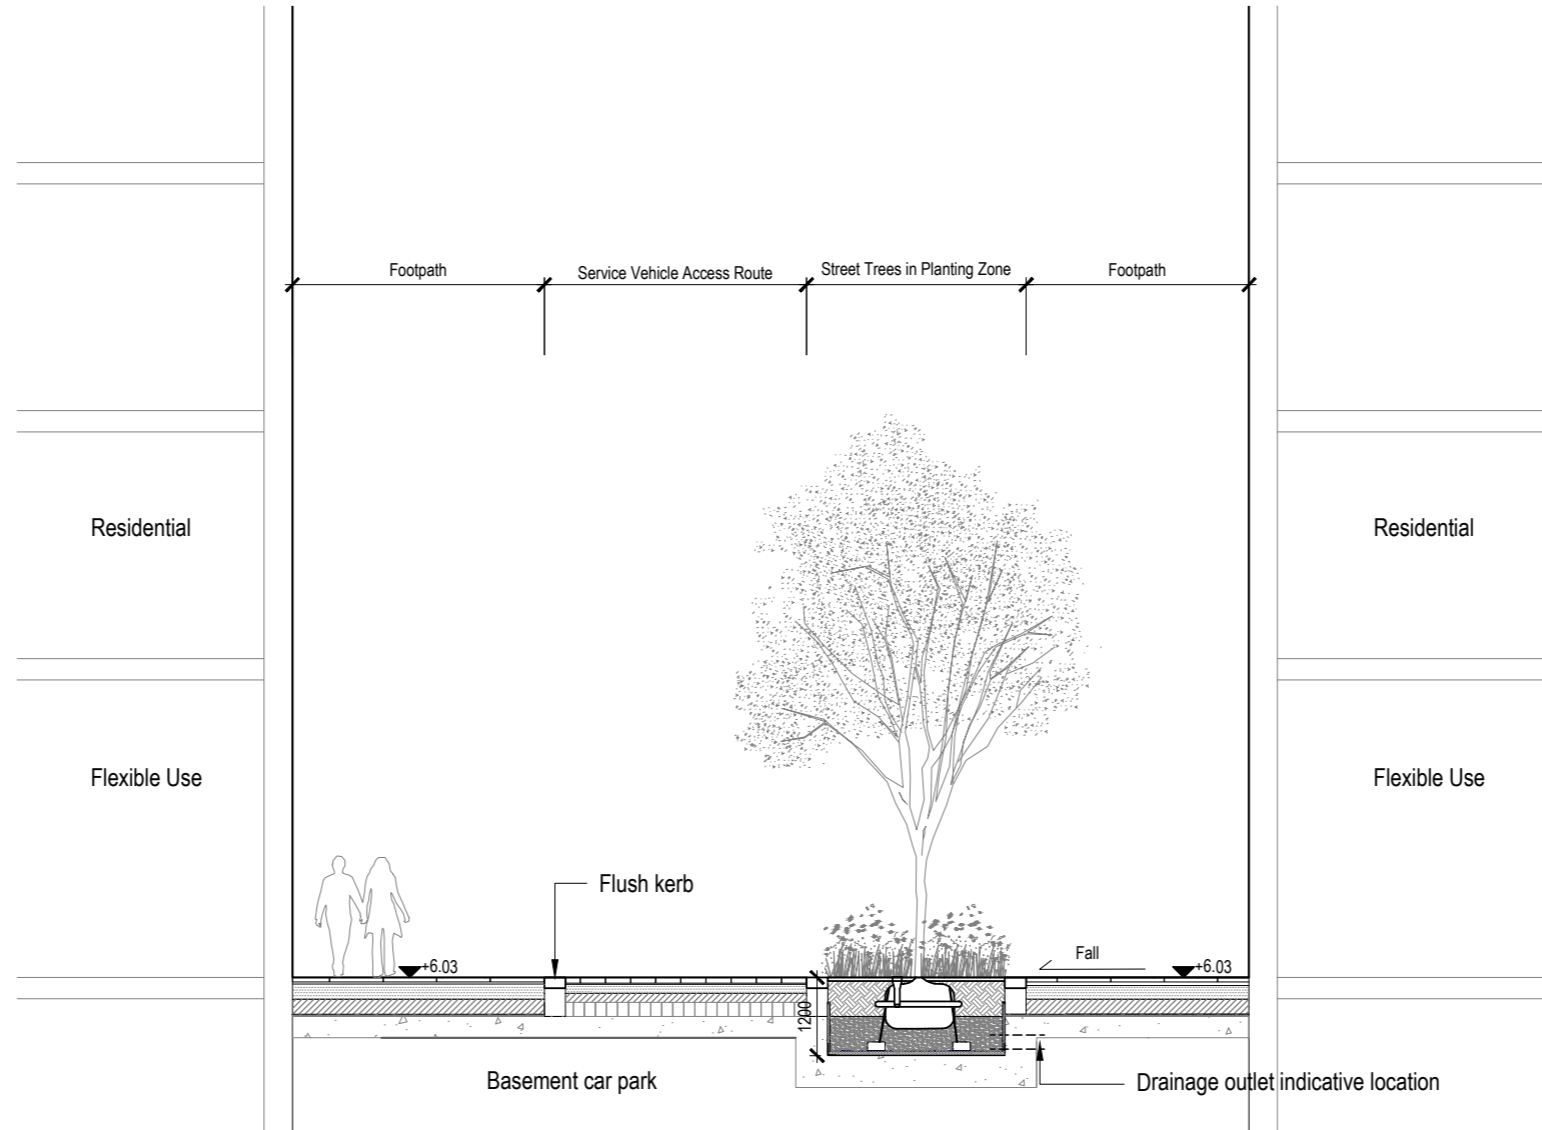 Footpath
Service Vehicle Access Route
Street Trees in Planting Zone
Footpath
Residential
Residential
Flexible Use
Flexible Use
Flush kerb
+6.03
Fall
+6.03
1200
Basement car park
Drainage outlet indicative location